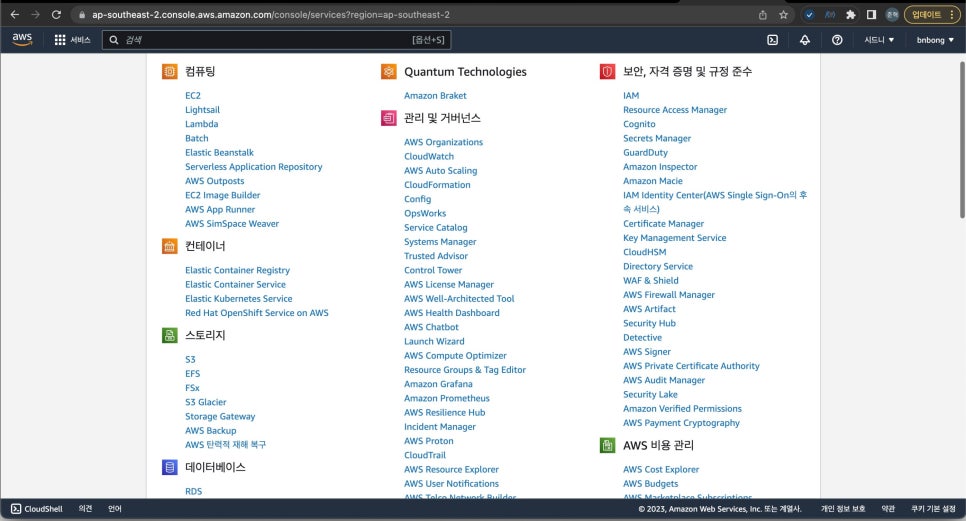 ap-southeast-2.console.aws.amazon.com/console/services?region=ap-southeast-2
업데이트
aws
서비스
검색
[옵션+S]
시드니
bnbong
컴퓨팅
EC2
Lightsail
Lambda
Batch
Elastic Beanstalk
Serverless Application Repository
AWS Outposts
EC2 Image Builder
AWS App Runner
AWS SimSpace Weaver
컨테이너
Elastic Container Registry
Elastic Container Service
Elastic Kubernetes Service
Red Hat OpenShift Service on AWS
스토리지
S3
EFS
FSx
S3 Glacier
Storage Gateway
AWS Backup
AWS 탄력적 재해 복구
데이터베이스
RDS
Quantum Technologies
Amazon Braket
관리 및 거버넌스
AWS Organizations
CloudWatch
AWS Auto Scaling
CloudFormation
Config
OpsWorks
Service Catalog
Systems Manager
Trusted Advisor
Control Tower
AWS License Manager
AWS Well-Architected Tool
AWS Health Dashboard
AWS Chatbot
Launch Wizard
AWS Compute Optimizer
Resource Groups & Tag Editor
Amazon Grafana
Amazon Prometheus
AWS Resilience Hub
Incident Manager
AWS Proton
CloudTrail
AWS Resource Explorer
AWS User Notifications
AWS Telco Network Builder
보안, 자격 증명 및 규정 준수
IAM
Resource Access Manager
Cognito
Secrets Manager
GuardDuty
Amazon Inspector
Amazon Macie
IAM Identity Center(AWS Single Sign-On의 후
속 서비스)
Certificate Manager
Key Management Service
CloudHSM
Directory Service
WAF & Shield
AWS Firewall Manager
AWS Artifact
Security Hub
Detective
AWS Signer
AWS Private Certificate Authority
AWS Audit Manager
Security Lake
Amazon Verified Permissions
AWS Payment Cryptography
AWS 비용 관리
AWS Cost Explorer
AWS Budgets
AWS Marketplace Subscriptions
CloudShell
의견
언어
© 2023, Amazon Web Services, Inc. 또는 계열사.
개인 정보 보호
약관
쿠키 기본 설정